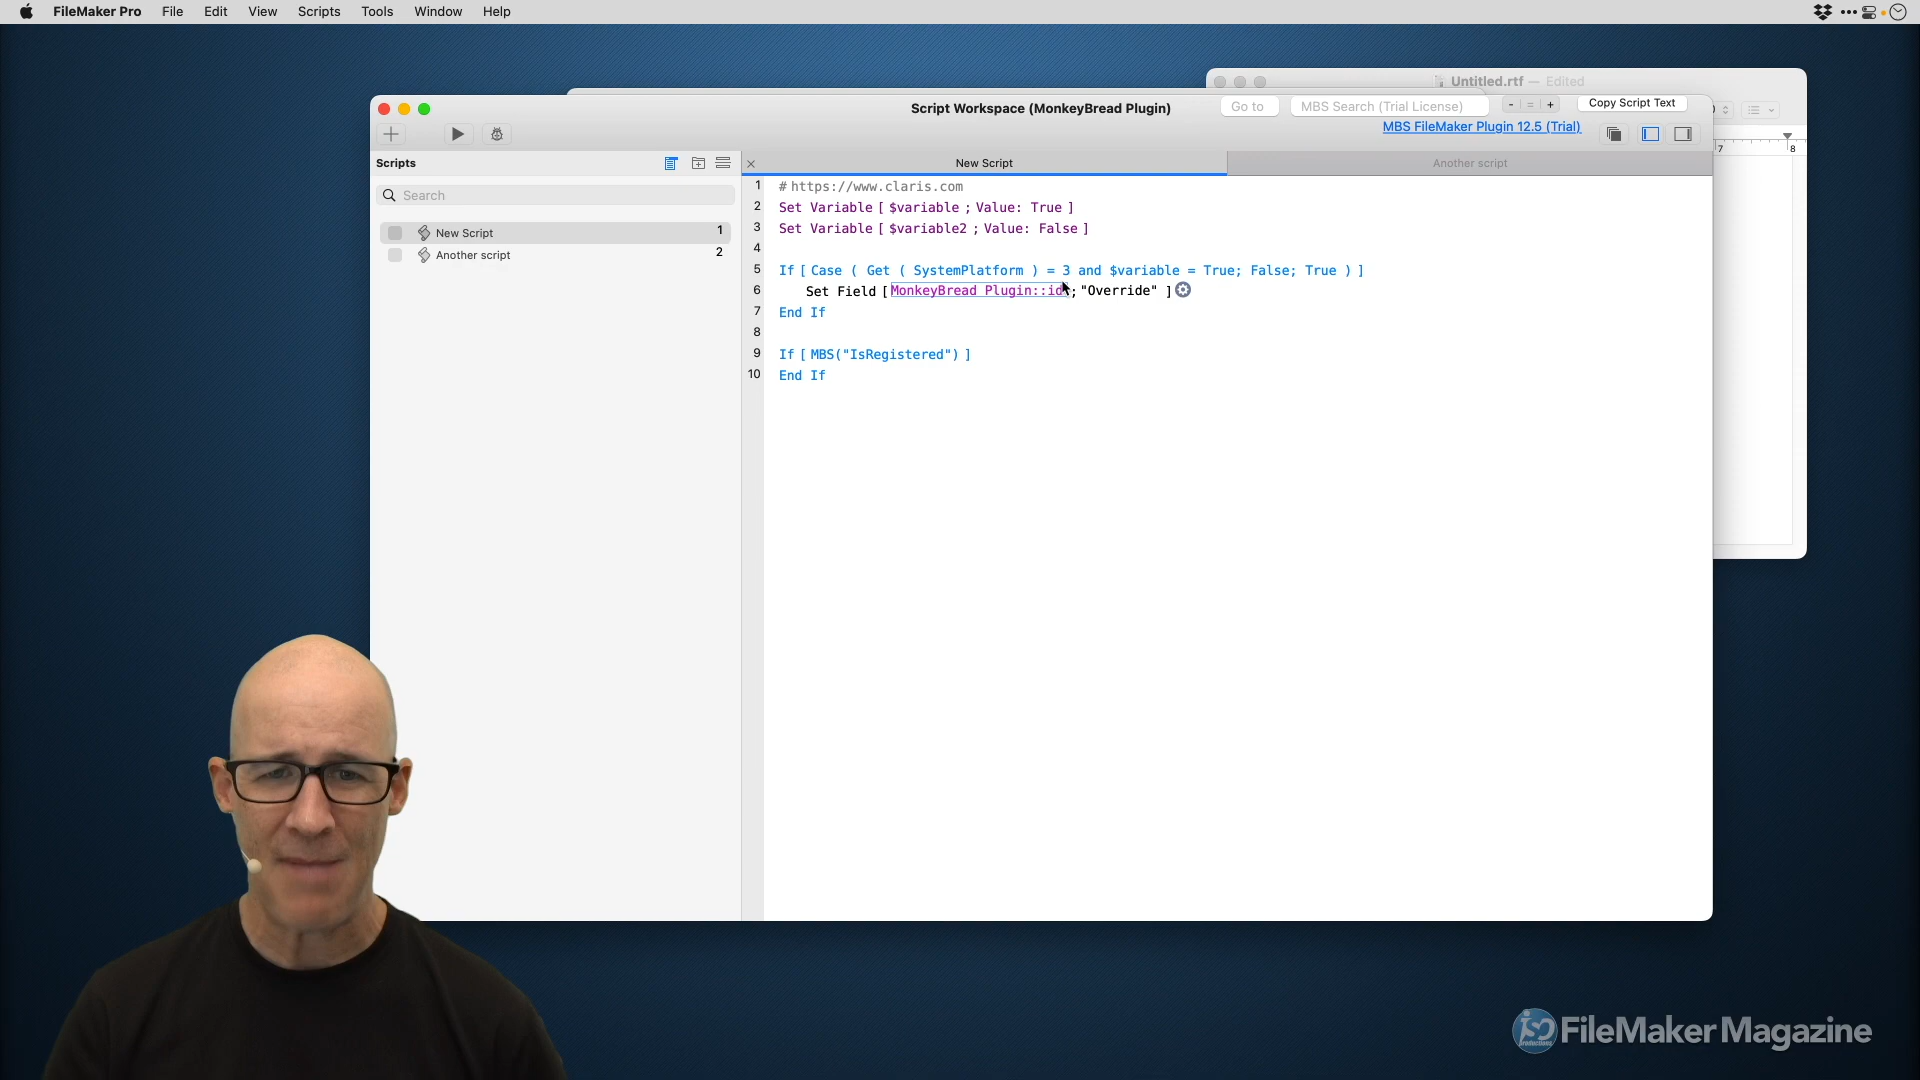 FileMaker Pro File Edit View Scripts Tools Window Help
Untitled.rtf — Edited
Script Workspace (MonkeyBread Plugin)
Go to
MBS Search (Trial License)
- = +
Copy Script Text
MBS FileMaker Plugin 12.5 (Trial)
7 8
Scripts
New Script
Another script
Search
New Script 1
Another script 2
1 # https://www.claris.com
2 Set Variable [ $variable ; Value: True ]
3 Set Variable [ $variable2 ; Value: False ]
4
5 If [ Case ( Get ( SystemPlatform ) = 3 and $variable = True; False; True ) ]
6 Set Field [ MonkeyBread Plugin::id ; "Override" ]
7 End If
8
9 If [ MBS("IsRegistered") ]
10 End If
iso productions
FileMaker Magazine